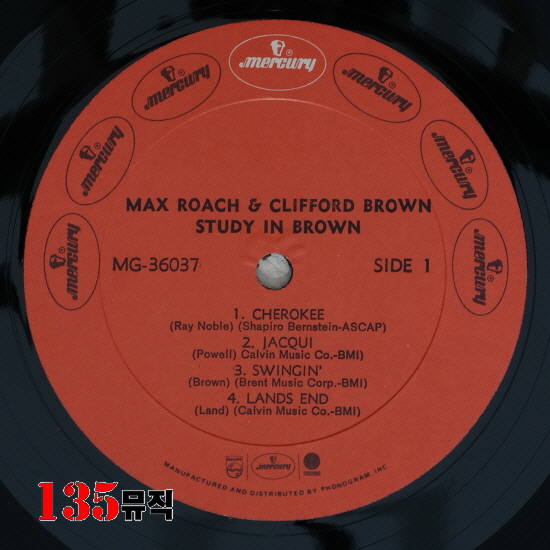 mercury
mercury
mercury
mercury
mercury
mercury
mercury
MAX ROACH & CLIFFORD BROWN
STUDY IN BROWN
MG-36037
SIDE 1
1. CHEROKEE
(Ray Noble) (Shapiro Bernstein-ASCAP)
2. JACQUI
(Powell) Calvin Music Co.-BMI)
3. SWINGIN'
(Brown) (Brent Music Corp.-BMI)
4. LANDS END
(Land) (Calvin Music Co.-BMI)
PHILIPS
mercury
MANUFACTURED AND DISTRIBUTED BY PHONOGRAM, INC
135뮤직